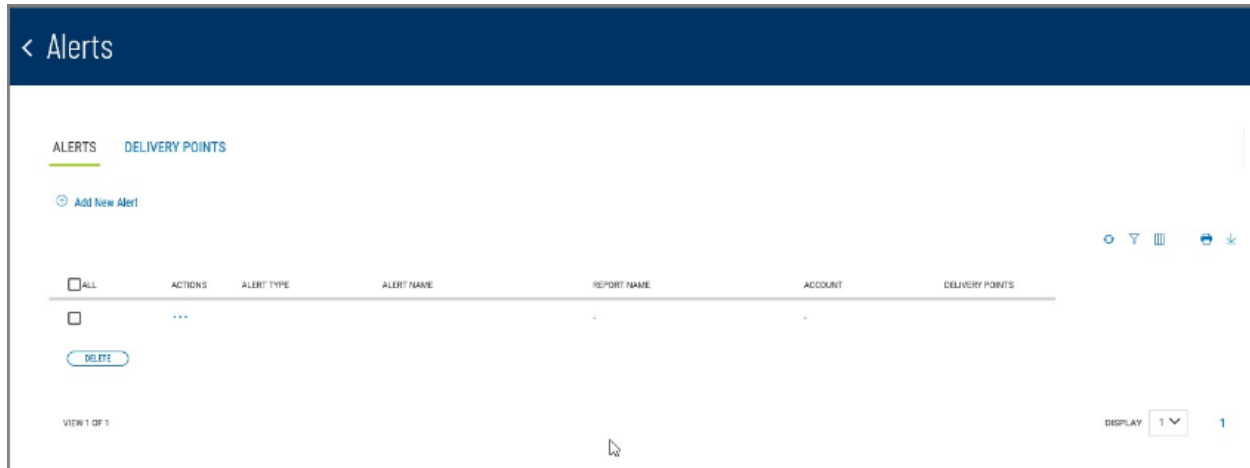 < Alerts
ALERTS DELIVERY POINTS
Add New Alert
ALL ACTIONS ALERT TYPE ALERT NAME REPORT NAME ACCOUNT DELIVERY POINTS
... - -
DELETE
VIEW 1 OF 1 DISPLAY 1 1